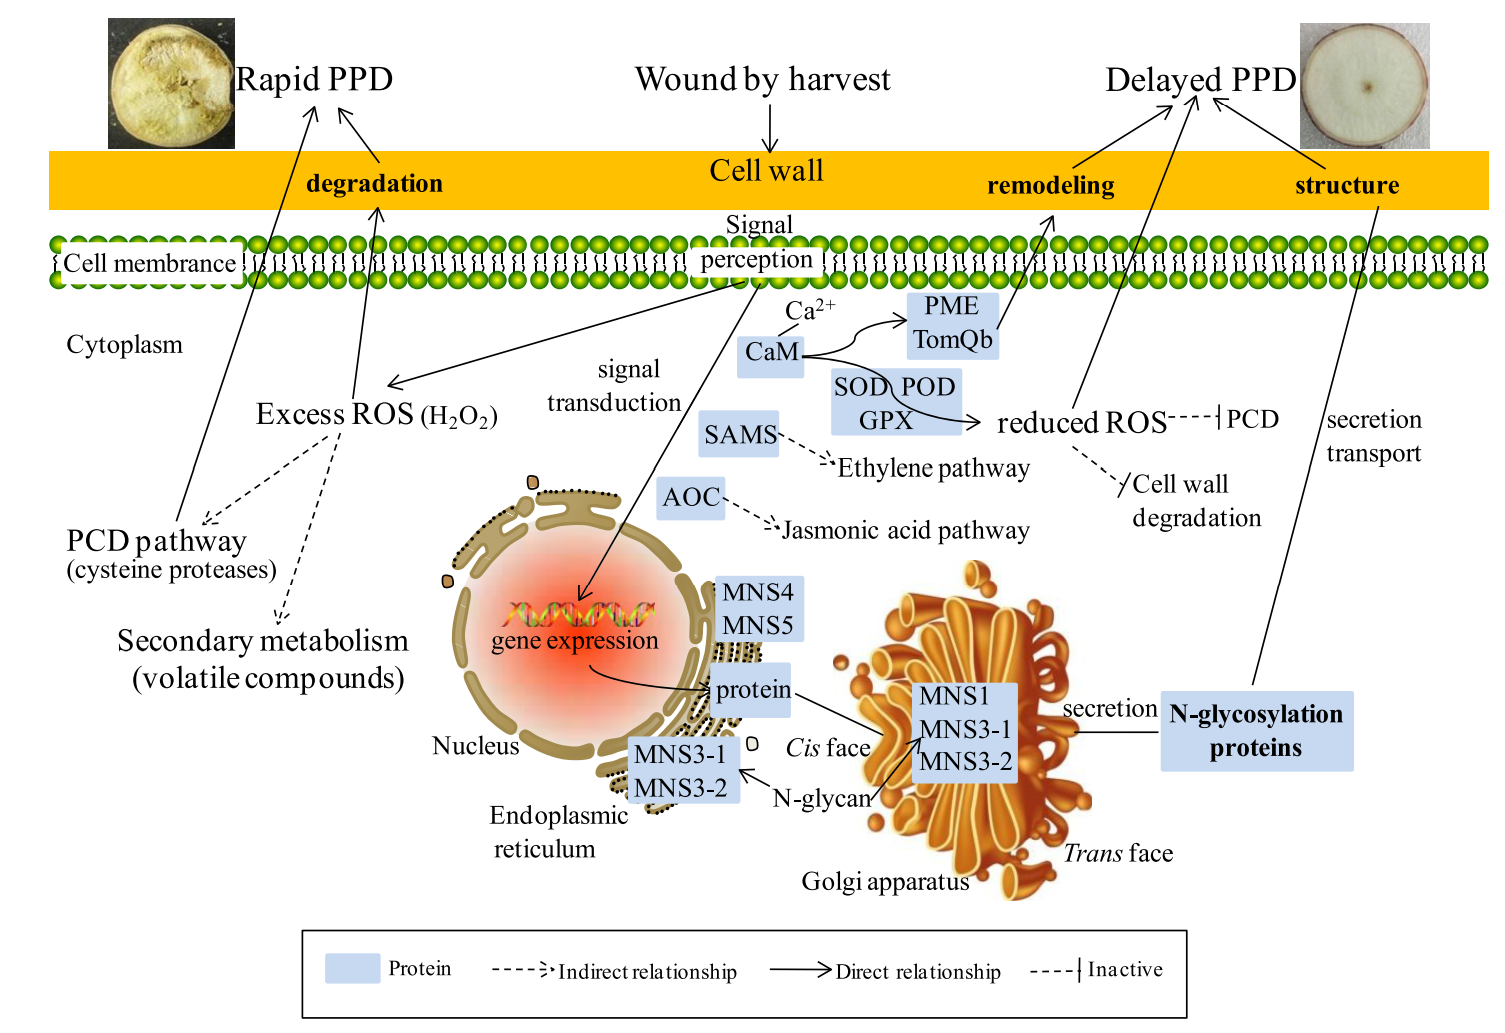 Rapid PPD
Wound by harvest
Delayed PPD
Cell wall
degradation
remodeling
structure
Signal
perception
Cell membrance
Cytoplasm
Ca²⁺
CaM
PME
TomQb
signal
transduction
SOD POD
GPX
Excess ROS (H₂O₂)
reduced ROS
PCD
secretion
transport
SAMS
Ethylene pathway
Cell wall
degradation
AOC
Jasmonic acid pathway
PCD pathway
(cysteine proteases)
Secondary metabolism
(volatile compounds)
gene expression
MNS4
MNS5
protein
Nucleus
MNS3-1
MNS3-2
Cis face
N-glycan
MNS1
MNS3-1
MNS3-2
secretion
N-glycosylation
proteins
Endoplasmic
reticulum
Golgi apparatus
Trans face
Protein
Indirect relationship
Direct relationship
Inactive